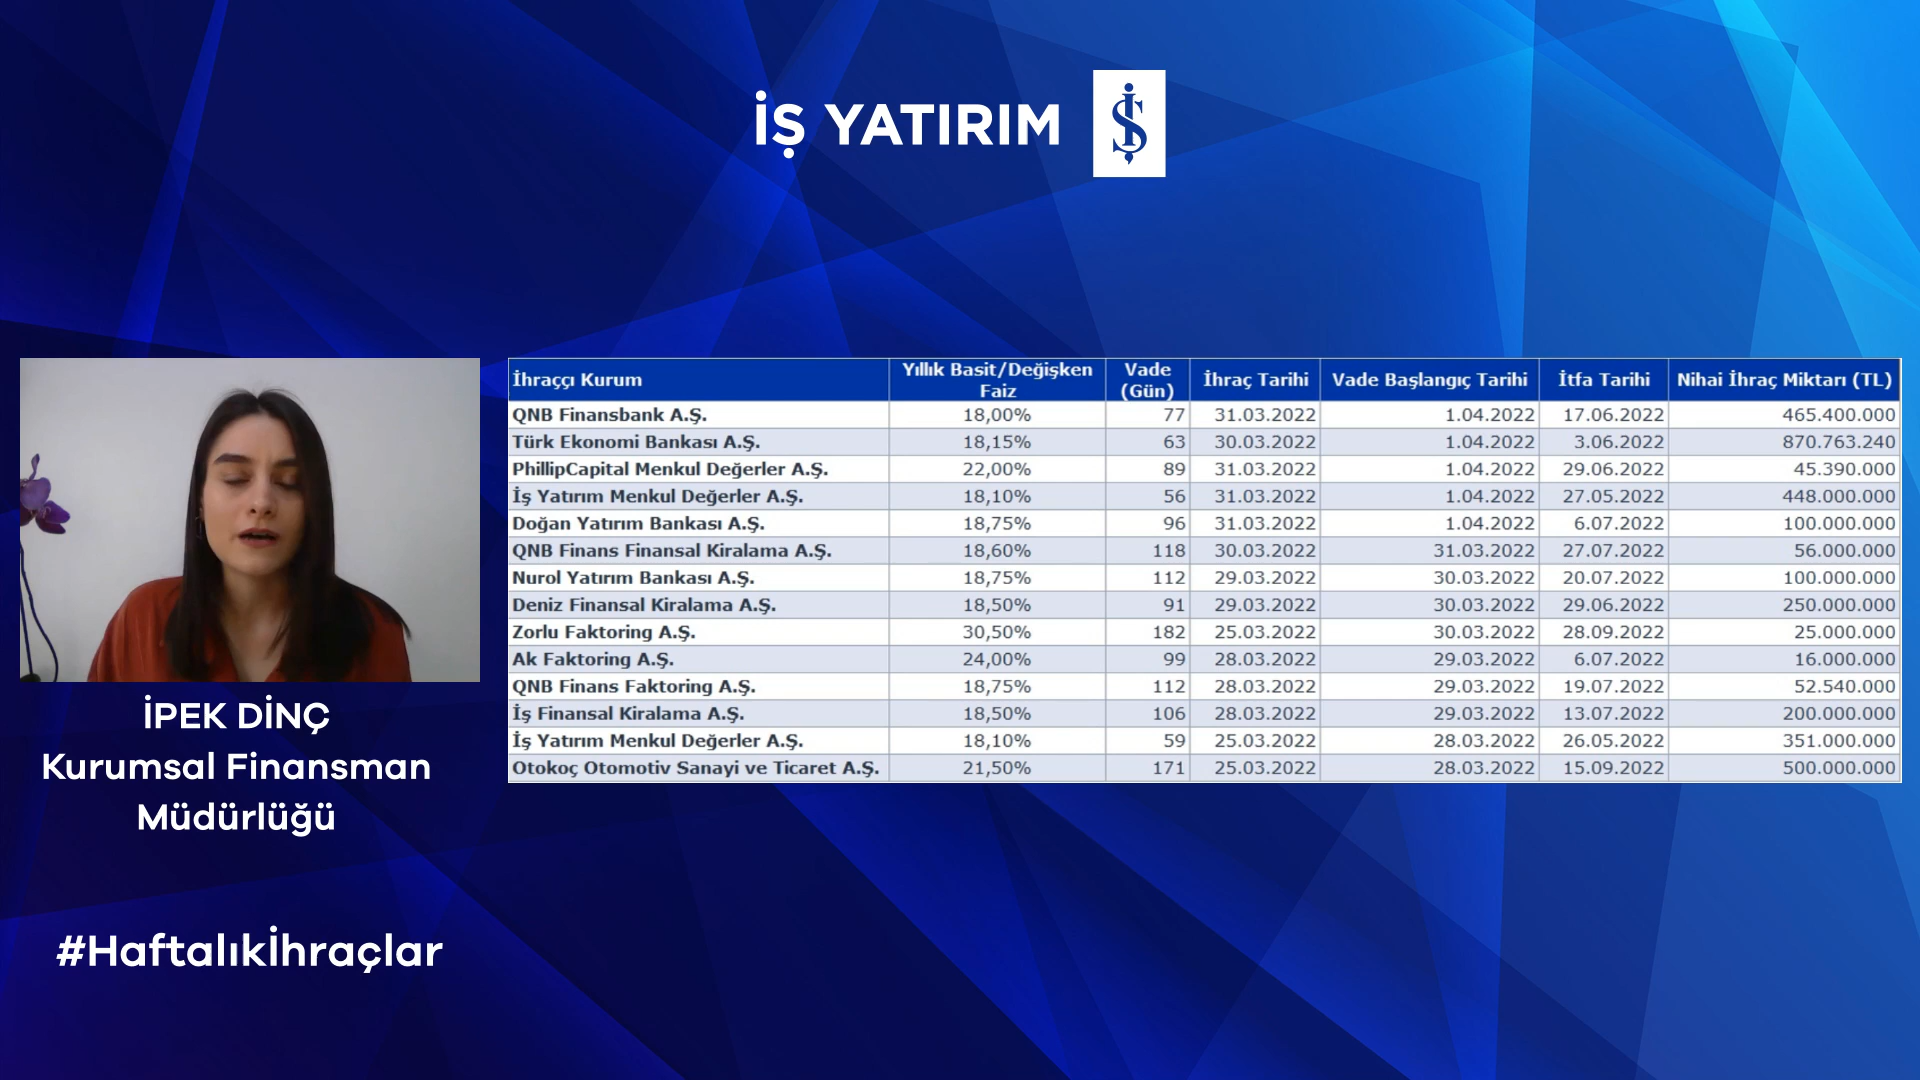 İŞ YATIRIM
İPEK DİNÇ
Kurumsal Finansman
Müdürlüğü
#Haftalıkİhraçlar
İhraççı Kurum Yıllık Basit/Değişken Faiz Vade (Gün) İhraç Tarihi Vade Başlangıç Tarihi İtfa Tarihi Nihai İhraç Miktarı (TL)
QNB Finansbank A.Ş. 18,00% 77 31.03.2022 1.04.2022 17.06.2022 465.400.000
Türk Ekonomi Bankası A.Ş. 18,15% 63 30.03.2022 1.04.2022 3.06.2022 870.763.240
PhillipCapital Menkul Değerler A.Ş. 22,00% 89 31.03.2022 1.04.2022 29.06.2022 45.390.000
İş Yatırım Menkul Değerler A.Ş. 18,10% 56 31.03.2022 1.04.2022 27.05.2022 448.000.000
Doğan Yatırım Bankası A.Ş. 18,75% 96 31.03.2022 1.04.2022 6.07.2022 100.000.000
QNB Finans Finansal Kiralama A.Ş. 18,60% 118 30.03.2022 31.03.2022 27.07.2022 56.000.000
Nurol Yatırım Bankası A.Ş. 18,75% 112 29.03.2022 30.03.2022 20.07.2022 100.000.000
Deniz Finansal Kiralama A.Ş. 18,50% 91 29.03.2022 30.03.2022 29.06.2022 250.000.000
Zorlu Faktoring A.Ş. 30,50% 182 25.03.2022 30.03.2022 28.09.2022 25.000.000
Ak Faktoring A.Ş. 24,00% 99 28.03.2022 29.03.2022 6.07.2022 16.000.000
QNB Finans Faktoring A.Ş. 18,75% 112 28.03.2022 29.03.2022 19.07.2022 52.540.000
İş Finansal Kiralama A.Ş. 18,50% 106 28.03.2022 29.03.2022 13.07.2022 200.000.000
İş Yatırım Menkul Değerler A.Ş. 18,10% 59 25.03.2022 28.03.2022 26.05.2022 351.000.000
Otokoç Otomotiv Sanayi ve Ticaret A.Ş. 21,50% 171 25.03.2022 28.03.2022 15.09.2022 500.000.000